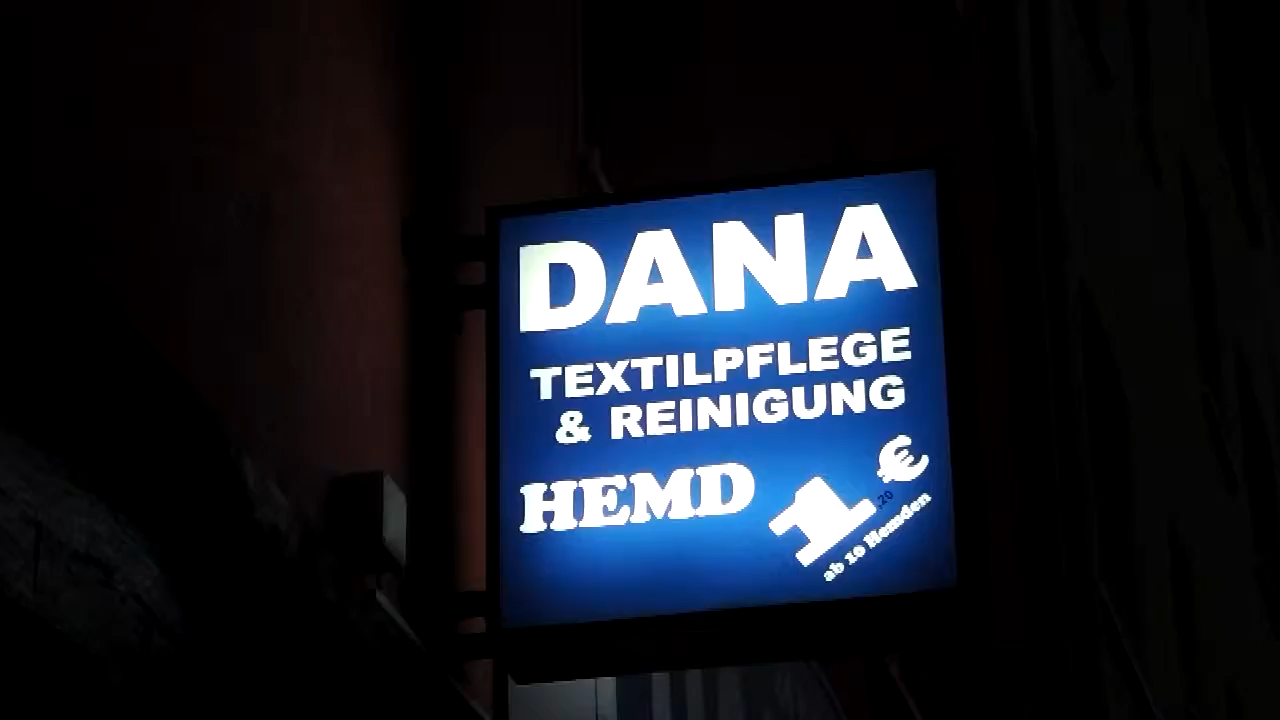 DANA
TEXTILPFLEGE
& REINIGUNG
HEMD 1,20 €
ab 10 Hemden